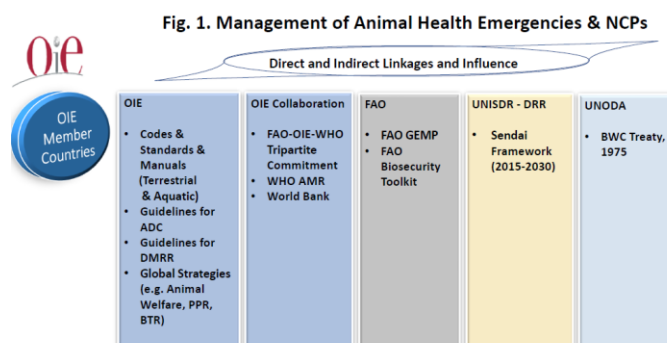 Fig. 1. Management of Animal Health Emergencies & NCPs
Oie
Direct and Indirect Linkages and Influence
OIE
Member
Countries
OIE
• Codes &
Standards &
Manuals
(Terrestrial
& Aquatic)
• Guidelines for
ADC
• Guidelines for
DMRR
• Global Strategies
(e.g. Animal
Welfare, PPR,
BTR)
OIE Collaboration
• FAO-OIE-WHO
Tripartite
Commitment
• WHO AMR
• World Bank
FAO
• FAO GEMP
• FAO
Biosecurity
Toolkit
UNISDR - DRR
• Sendai
Framework
(2015-2030)
UNODA
• BWC Treaty,
1975